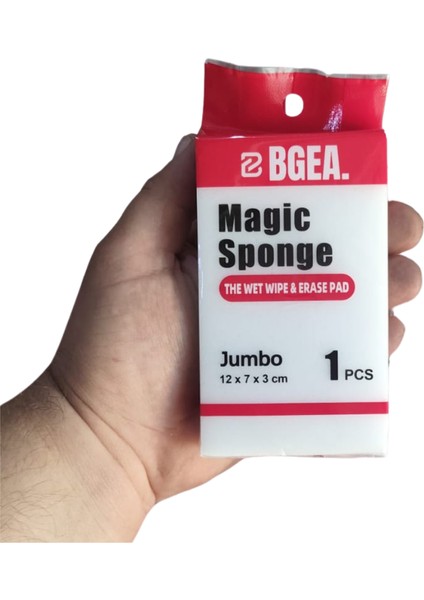 BGEA.
Magic
Sponge
THE WET WIPE & ERASE PAD
Jumbo
12 x 7 x 3 cm
1 PCS